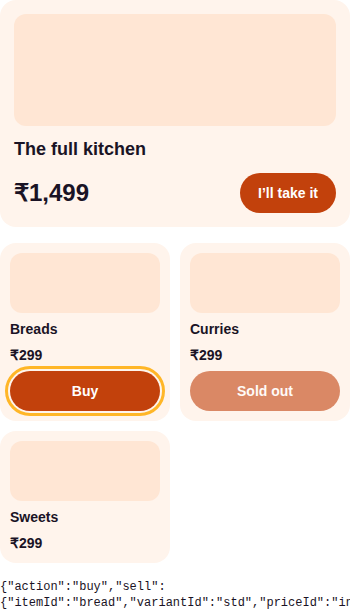 The full kitchen
₹1,499
I'll take it
Breads
₹299
Buy
Curries
₹299
Sold out
Sweets
₹299
{"action":"buy","sell":
{"itemId":"bread","variantId":"std","priceId":"in